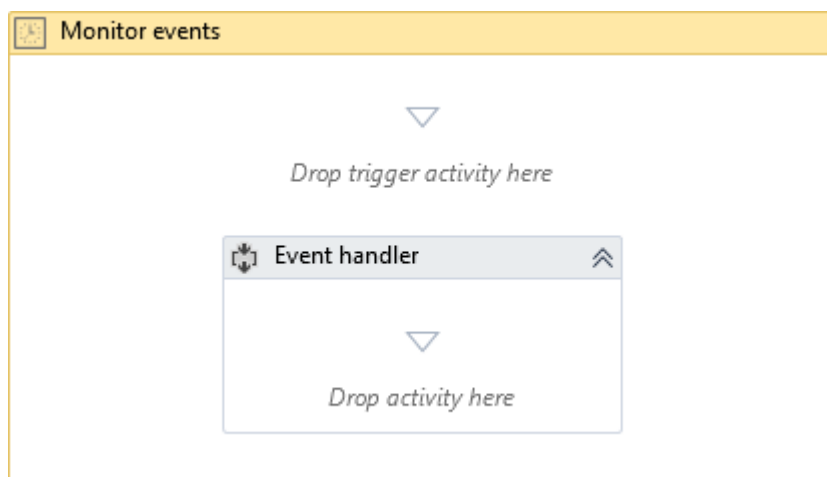 Monitor events
Drop trigger activity here
Event handler
Drop activity here